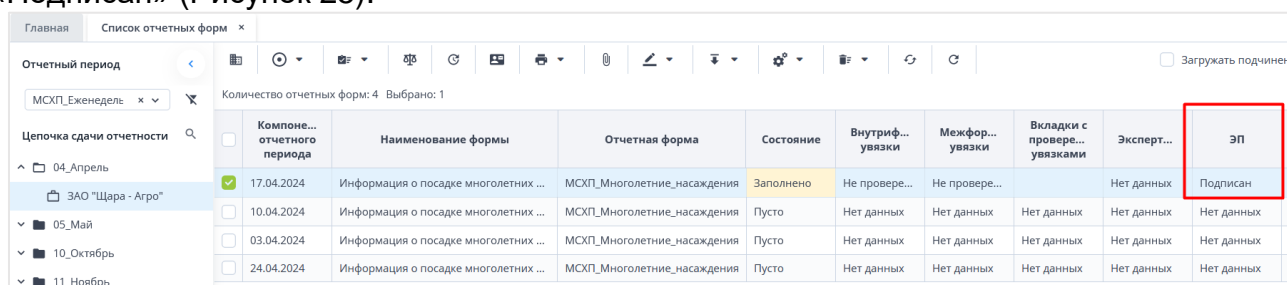 «Подписан» (Рисунок 28).
Главная Список отчетных форм ×
Отчетный период
Загружать подчинен
МСХП_Еженедель × 
Количество отчетных форм: 4 Выбрано: 1
Цепочка сдачи отчетности
Компоне... отчетного периода Наименование формы Отчетная форма Состояние Внутриф... увязки Межфор... увязки Вкладки с провере... увязками Эксперт... ЭП
04_Апрель
17.04.2024 Информация о посадке многолетних ... МСХП_Многолетние_насаждения Заполнено Не провере... Не провере... Нет данных Подписан
ЗАО "Щара - Агро"
10.04.2024 Информация о посадке многолетних ... МСХП_Многолетние_насаждения Пусто Нет данных Нет данных Нет данных Нет данных Нет данных
05_Май
03.04.2024 Информация о посадке многолетних ... МСХП_Многолетние_насаждения Пусто Нет данных Нет данных Нет данных Нет данных Нет данных
10_Октябрь
24.04.2024 Информация о посадке многолетних ... МСХП_Многолетние_насаждения Пусто Нет данных Нет данных Нет данных Нет данных Нет данных
11_Ноябрь